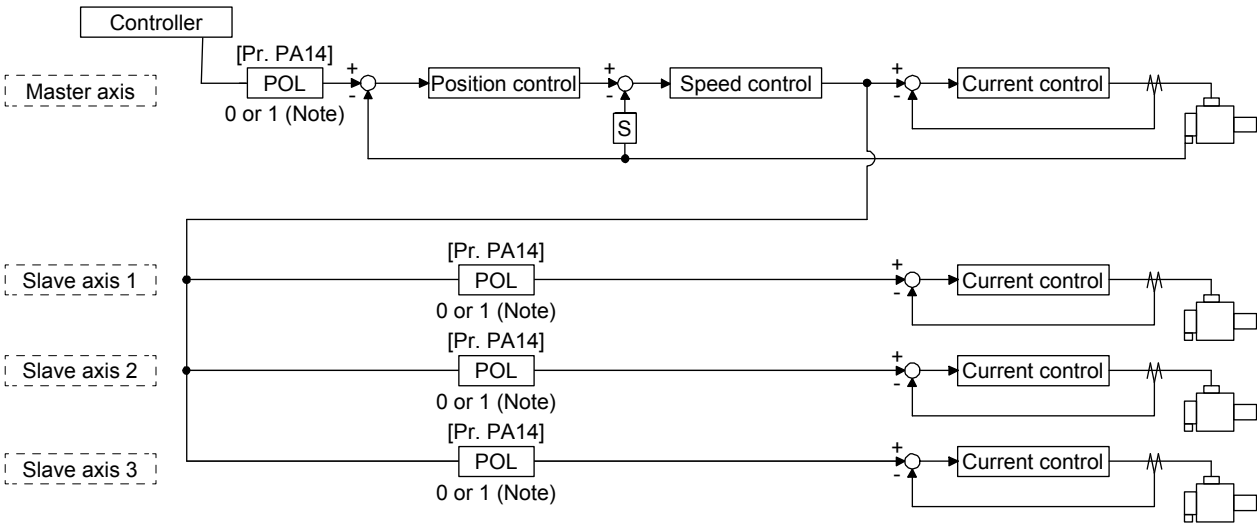 Controller
[Pr. PA14]
Master axis
POL
+
-
Position control
+
-
Speed control
+
-
Current control
0 or 1 (Note)
S
[Pr. PA14]
Slave axis 1
POL
+
-
Current control
0 or 1 (Note)
[Pr. PA14]
Slave axis 2
POL
+
-
Current control
0 or 1 (Note)
[Pr. PA14]
Slave axis 3
POL
+
-
Current control
0 or 1 (Note)